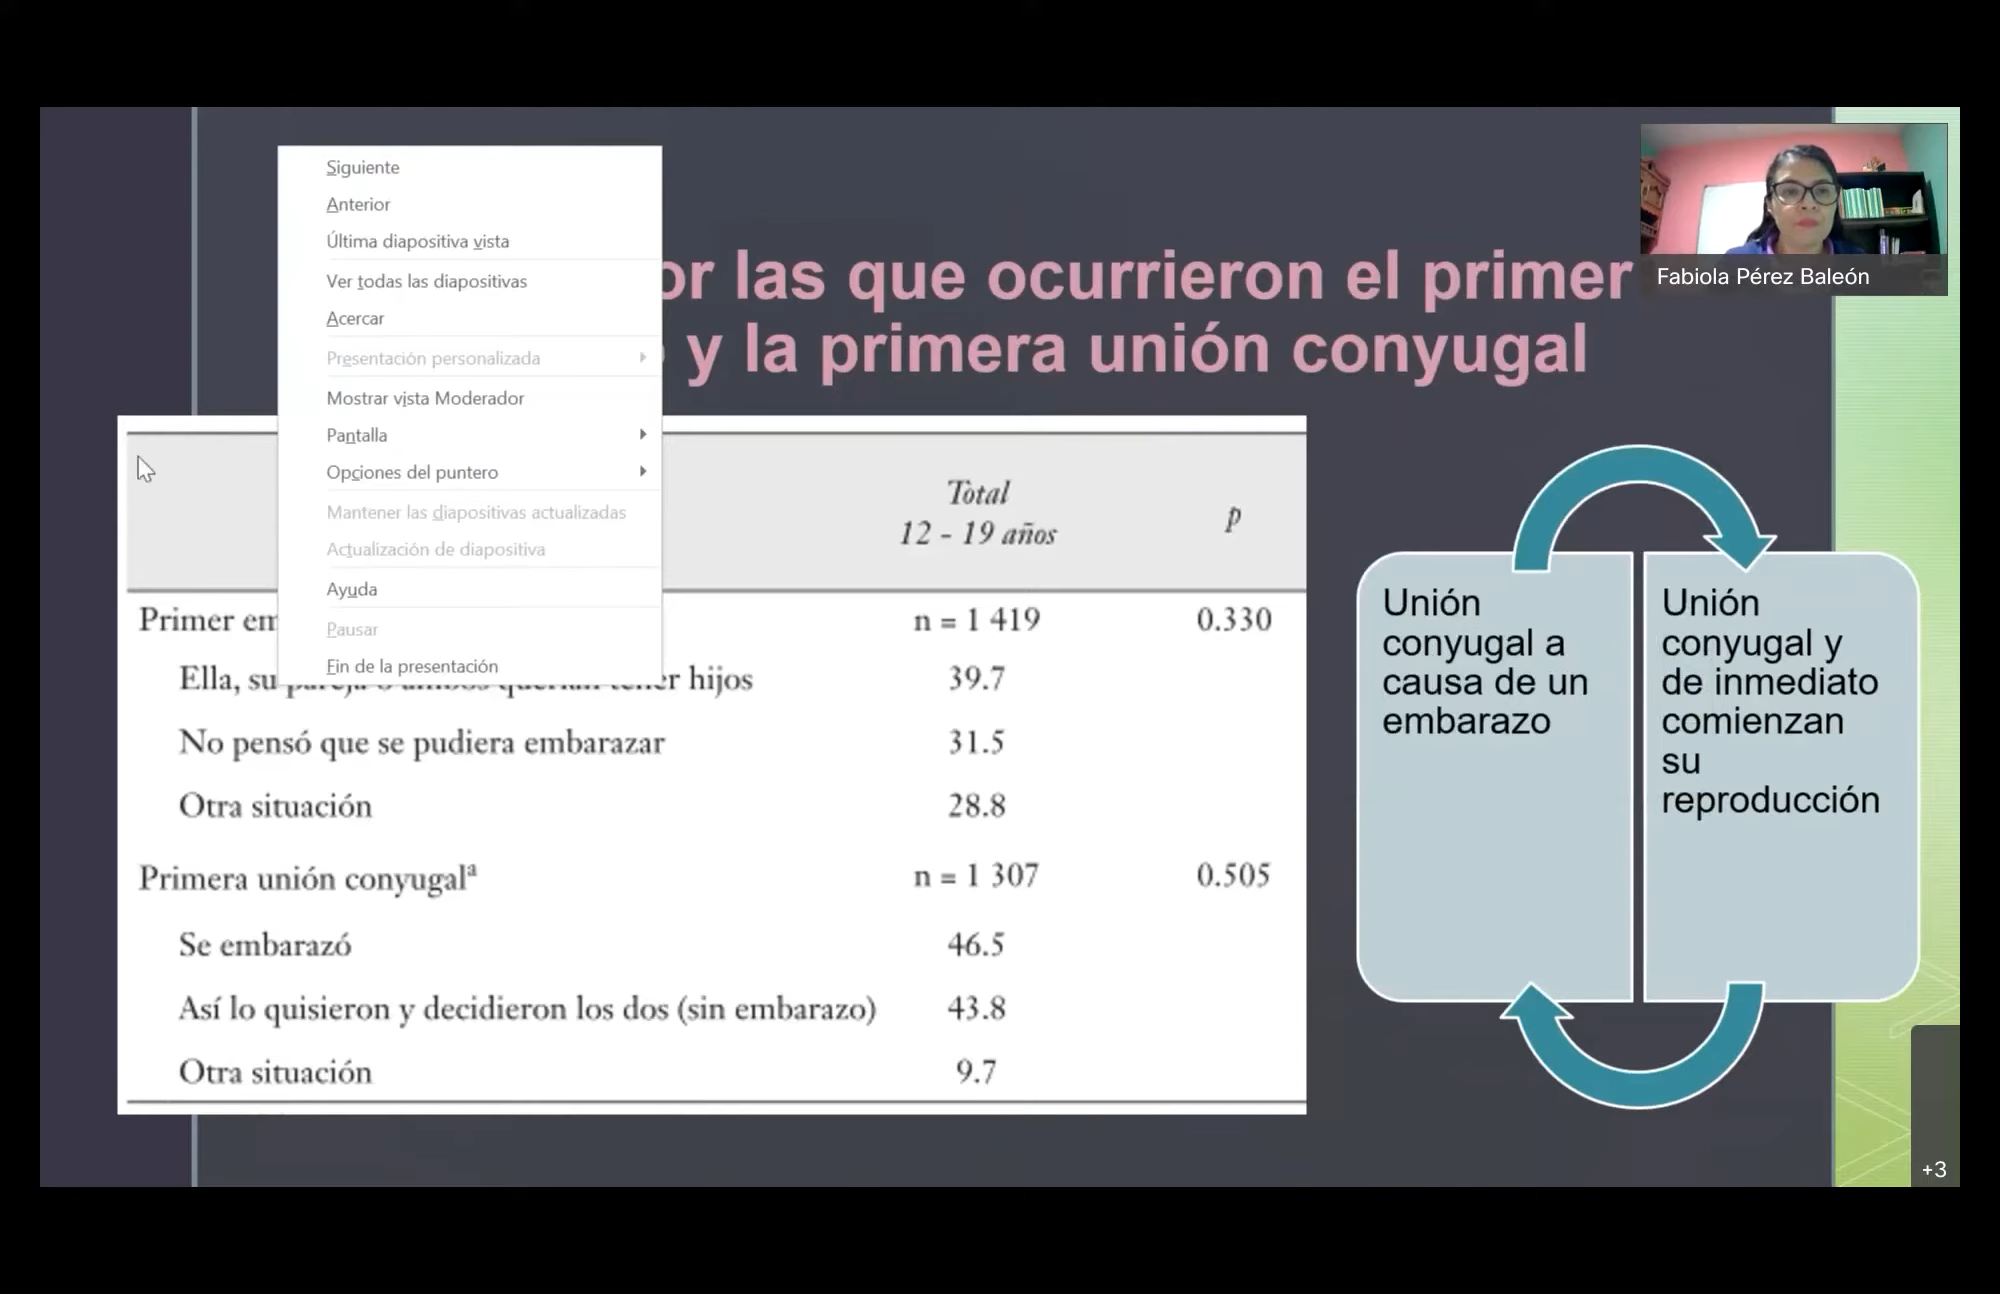 Siguiente
Anterior
Última diapositiva vista
Ver todas las diapositivas
Acercar
Presentación personalizada
Mostrar vista Moderador
Pantalla
Opciones del puntero
Mantener las diapositivas actualizadas
Actualización de diapositiva
Ayuda
Pausar
Fin de la presentación
or las que ocurrieron el primer
y la primera unión conyugal
Fabiola Pérez Baleón
Total
12 - 19 años
p
Primer em n = 1 419 0.330
Ella, su pareja o ambos querían tener hijos 39.7
No pensó que se pudiera embarazar 31.5
Otra situación 28.8
Primera unión conyugalª n = 1 307 0.505
Se embarazó 46.5
Así lo quisieron y decidieron los dos (sin embarazo) 43.8
Otra situación 9.7
Unión
conyugal a
causa de un
embarazo
Unión
conyugal y
de inmediato
comienzan
su
reproducción
+3